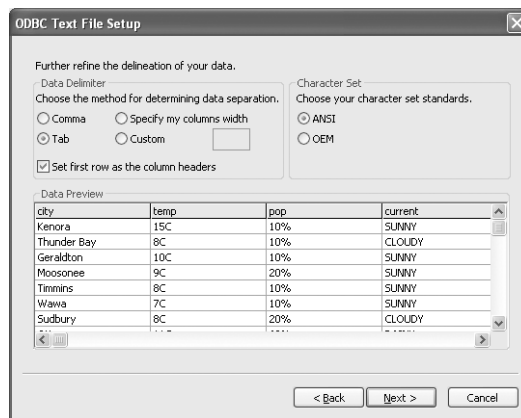 ODBC Text File Setup
Further refine the delineation of your data.
Data Delimiter
Choose the method for determining data separation.
Comma
Specify my columns width
Tab
Custom
Set first row as the column headers
Character Set
Choose your character set standards.
ANSI
OEM
Data Preview
city temp pop current
Kenora 15C 10% SUNNY
Thunder Bay 8C 10% CLOUDY
Geraldton 10C 10% SUNNY
Moosonee 9C 20% SUNNY
Timmins 8C 10% SUNNY
Wawa 7C 10% SUNNY
Sudbury 8C 20% CLOUDY
< Back Next > Cancel